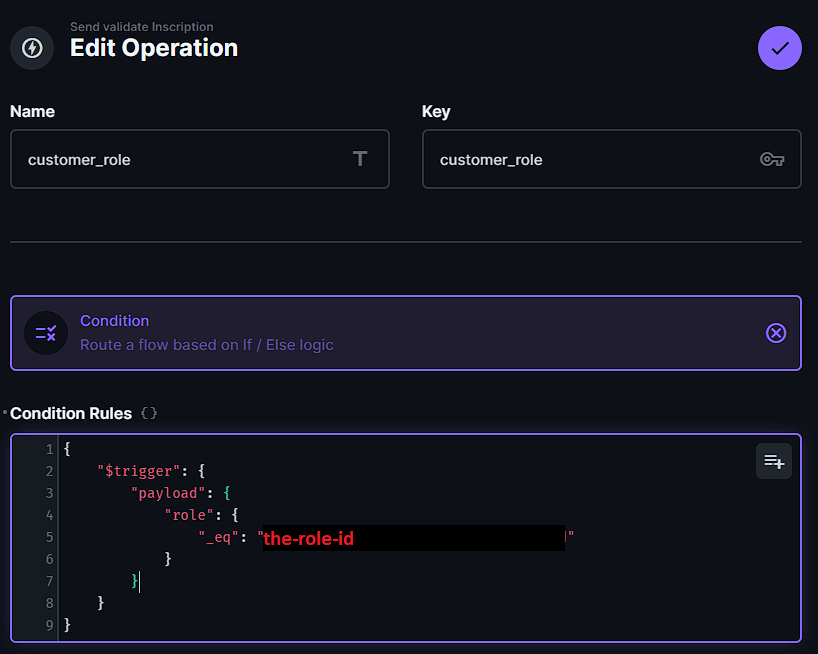 Send validate Inscription
Edit Operation
Name
Key
customer_role
customer_role
Condition
Route a flow based on If / Else logic
Condition Rules {}
1 {
2 "$trigger": {
3 "payload": {
4 "role": {
5 "_eq": "the-role-id"
6 }
7 }
8 }
9 }